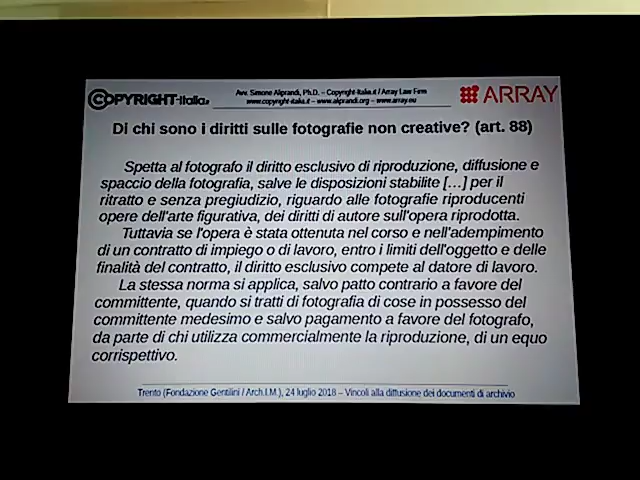 COPYRIGHT-Italia.it
Avv. Simone Aliprandi, Ph.D. – Copyright-Italia.it / Array Law Firm
www.copyright-italia.it – www.aliprandi.org – www.array.eu
ARRAY
Di chi sono i diritti sulle fotografie non creative? (art. 88)
Spetta al fotografo il diritto esclusivo di riproduzione, diffusione e
spaccio della fotografia, salve le disposizioni stabilite [...] per il
ritratto e senza pregiudizio, riguardo alle fotografie riproducenti
opere dell'arte figurativa, dei diritti di autore sull'opera riprodotta.
Tuttavia se l'opera è stata ottenuta nel corso e nell'adempimento
di un contratto di impiego o di lavoro, entro i limiti dell'oggetto e delle
finalità del contratto, il diritto esclusivo compete al datore di lavoro.
La stessa norma si applica, salvo patto contrario a favore del
committente, quando si tratti di fotografia di cose in possesso del
committente medesimo e salvo pagamento a favore del fotografo,
da parte di chi utilizza commercialmente la riproduzione, di un equo
corrispettivo.
Trento (Fondazione Gentilini / Arch.I.M.), 24 luglio 2018 – Vincoli alla diffusione dei documenti di archivio